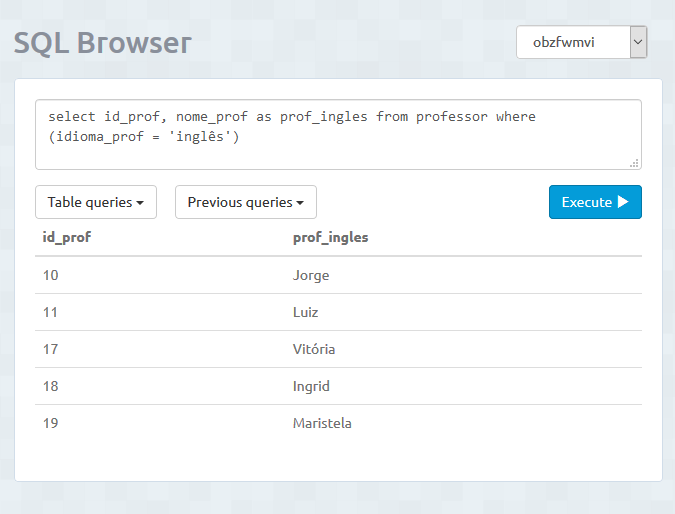 SQL Browser
obzfwmvi
select id_prof, nome_prof as prof_ingles from professor where
(idioma_prof = 'inglês')
Table queries
Previous queries
Execute
id_prof prof_ingles
10 Jorge
11 Luiz
17 Vitória
18 Ingrid
19 Maristela